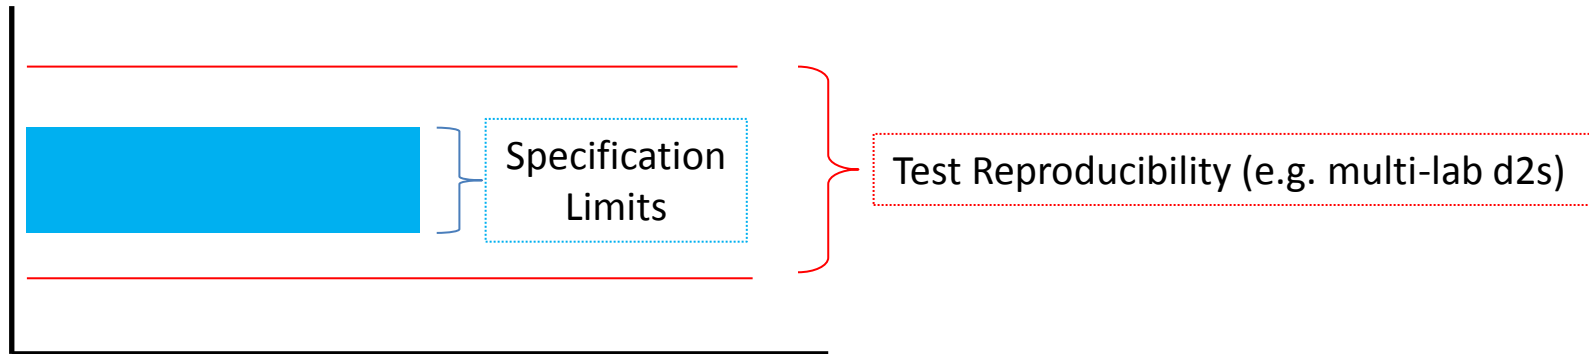 Specification
Limits
Test Reproducibility (e.g. multi-lab d2s)